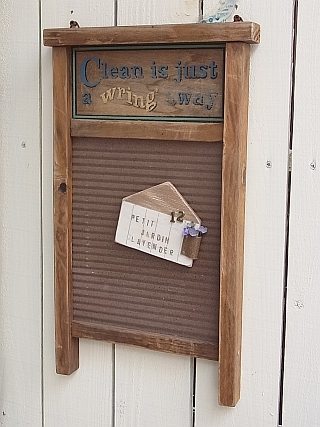 Clean is just
a wring away
12
PETIT
JARDIN
LAVENDER